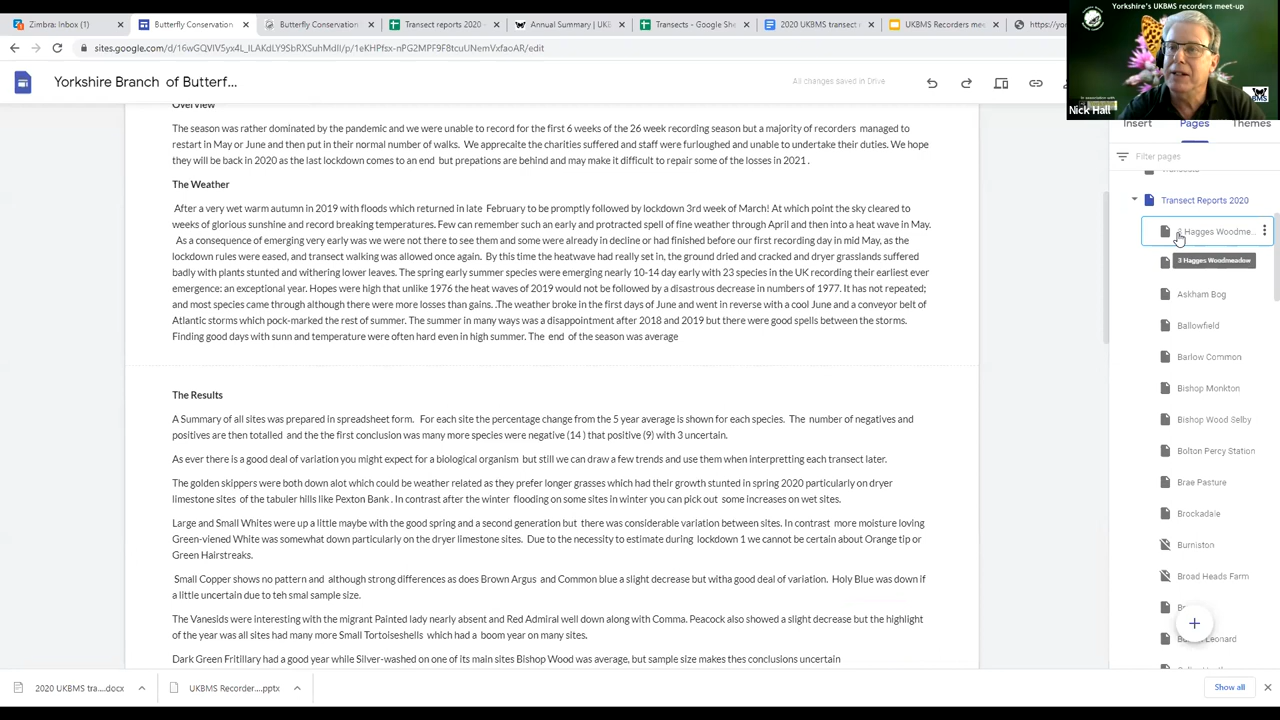 Zimbra: Inbox (1)
Butterfly Conservation
Butterfly Conservation
Transect reports 2020
Annual Summary | UKI
Transects - Google She
2020 UKBMS transect r
UKBMS Recorders meet
https://yo
Yorkshire's UKBMS recorders meet-up
sites.google.com/d/16wGQVIV5yx4L_ILAKdLY9SbRXSuhMdlI/p/1eKHPfsx-nPG2MPF9F8tcuUNemVxfaoAR/edit
Yorkshire Branch of Butterf...
All changes saved in Drive
Nick Hall
Insert
Pages
Themes
Filter pages
Overview
The season was rather dominated by the pandemic and we were unable to record for the first 6 weeks of the 26 week recording season but a majority of recorders managed to
restart in May or June and then put in their normal number of walks. We apprecaite the charities suffered and staff were furloughed and unable to undertake their duties. We hope
they will be back in 2020 as the last lockdown comes to an end but prepations are behind and may make it difficult to repair some of the losses in 2021 .
The Weather
After a very wet warm autumn in 2019 with floods which returned in late February to be promptly followed by lockdown 3rd week of March! At which point the sky cleared to
weeks of glorious sunshine and record breaking temperatures. Few can remember such an early and protracted spell of fine weather through April and then into a heat wave in May.
As a consequence of emerging very early was we were not there to see them and some were already in decline or had finished before our first recording day in mid May, as the
lockdown rules were eased, and transect walking was allowed once again. By this time the heatwave had really set in, the ground dried and cracked and dryer grasslands suffered
badly with plants stunted and withering lower leaves. The spring early summer species were emerging nearly 10-14 day early with 23 species in the UK recording their earliest ever
emergence: an exceptional year. Hopes were high that unlike 1976 the heat waves of 2019 would not be followed by a disastrous decrease in numbers of 1977. It has not repeated;
and most species came through although there were more losses than gains. .The weather broke in the first days of June and went in reverse with a cool June and a conveyor belt of
Atlantic storms which pock-marked the rest of summer. The summer in many ways was a disappointment after 2018 and 2019 but there were good spells between the storms.
Finding good days with sunn and temperature were often hard even in high summer. The end of the season was average
The Results
A Summary of all sites was prepared in spreadsheet form. For each site the percentage change from the 5 year average is shown for each species. The number of negatives and
positives are then totalled and the the first conclusion was many more species were negative (14 ) that positive (9) with 3 uncertain.
As ever there is a good deal of variation you might expect for a biological organism but still we can draw a few trends and use them when interpretting each transect later.
The golden skippers were both down alot which could be weather related as they prefer longer grasses which had their growth stunted in spring 2020 particularly on dryer
limestone sites of the tabuler hills like Pexton Bank . In contrast after the winter flooding on some sites in winter you can pick out some increases on wet sites.
Large and Small Whites were up a little maybe with the good spring and a second generation but there was considerable variation between sites. In contrast more moisture loving
Green-viened White was somewhat down particularly on the dryer limestone sites. Due to the necessity to estimate during lockdown 1 we cannot be certain about Orange tip or
Green Hairstreaks.
Small Copper shows no pattern and although strong differences as does Brown Argus and Common blue a slight decrease but witha good deal of variation. Holy Blue was down if
a little uncertain due to teh smal sample size.
The Vanesids were interesting with the migrant Painted lady nearly absent and Red Admiral well down along with Comma. Peacock also showed a slight decrease but the highlight
of the year was all sites had many more Small Tortoiseshells which had a boom year on many sites.
Dark Green Fritillary had a good year while Silver-washed on one of its main sites Bishop Wood was average, but sample size makes thes conclusions uncertain
Transect Reports 2020
3 Hagges Woodme...
3 Hagges Woodmeadow
Askham Bog
Ballowfield
Barlow Common
Bishop Monkton
Bishop Wood Selby
Bolton Percy Station
Brae Pasture
Brockadale
Burniston
Broad Heads Farm
Leonard
2020 UKBMS tra....docx
UKBMS Recorder....pptx
Show all